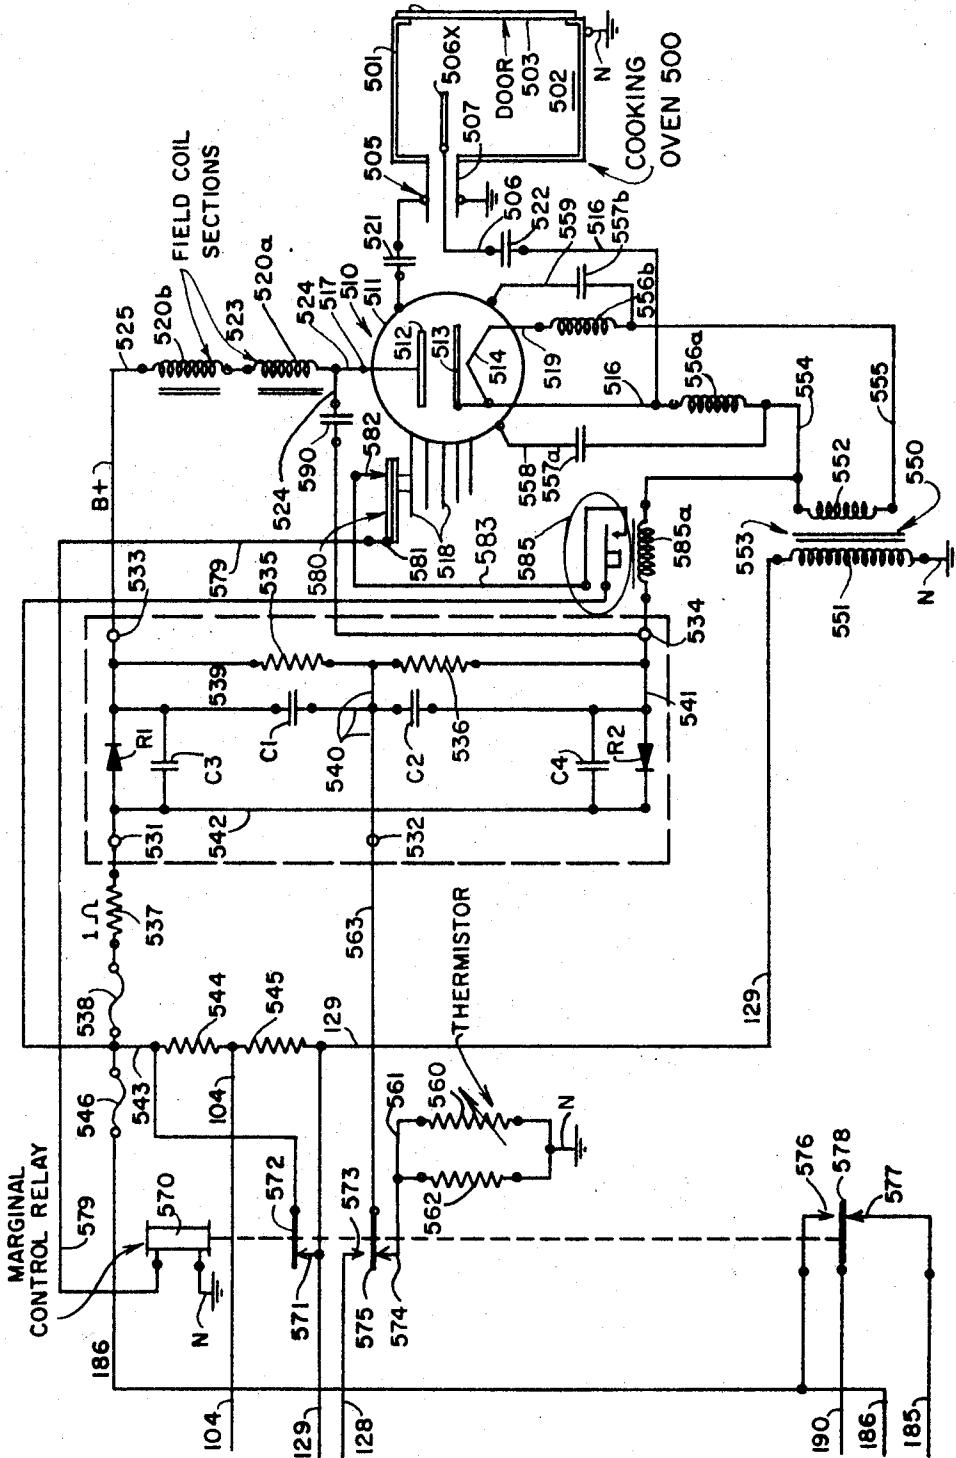 501
506X
507
DOOR
503
502
N
COOKING
OVEN 500
505
521
506
522
559
516
557b
FIELD COIL
SECTIONS
520a
523
520b
525
524
517
510
511
512
513
514
519
556b
516
556a
554
555
B+
524
590
582
580
581
518
583
558
557a
585
585a
553
552
550
551
N
579
533
535
534
539
541
R1
C3
C1
540
C2
536
C4
R2
542
531
532
1 Ω
537
563
538
THERMISTOR
544
545
129
129
546
543
104
561
560
N
MARGINAL
CONTROL RELAY
570
572
573
562
576
578
577
579
N
571
575
574
186
104
129
128
190
186
185